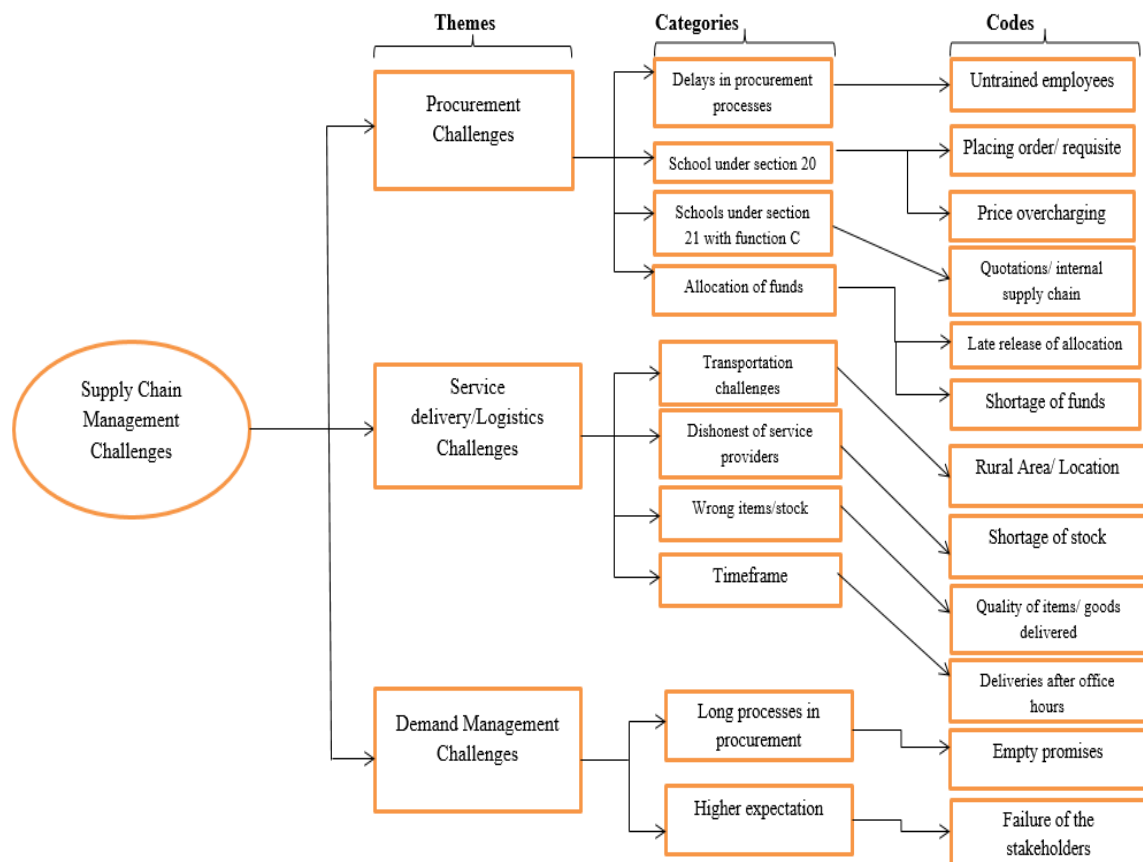 Themes
Categories
Codes
Supply Chain
Management
Challenges
Procurement
Challenges
Delays in procurement
processes
Untrained employees
School under section 20
Placing order/ requisite
Price overcharging
Schools under section
21 with function C
Quotations/ internal
supply chain
Allocation of funds
Late release of allocation
Shortage of funds
Service
delivery/Logistics
Challenges
Transportation
challenges
Rural Area/ Location
Dishonest of service
providers
Shortage of stock
Wrong items/stock
Quality of items/ goods
delivered
Timeframe
Deliveries after office
hours
Demand Management
Challenges
Long processes in
procurement
Empty promises
Higher expectation
Failure of the
stakeholders